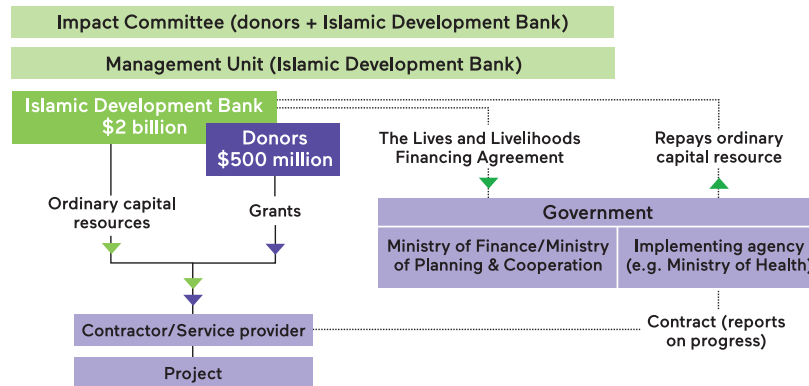 Impact Committee (donors + Islamic Development Bank)
Management Unit (Islamic Development Bank)
Islamic Development Bank
$2 billion
Donors
$500 million
The Lives and Livelihoods
Financing Agreement
Repays ordinary
capital resource
Ordinary capital
resources
Grants
Government
Ministry of Finance/Ministry
of Planning & Cooperation
Implementing agency
(e.g. Ministry of Health)
Contractor/Service provider
Contract (reports
on progress)
Project